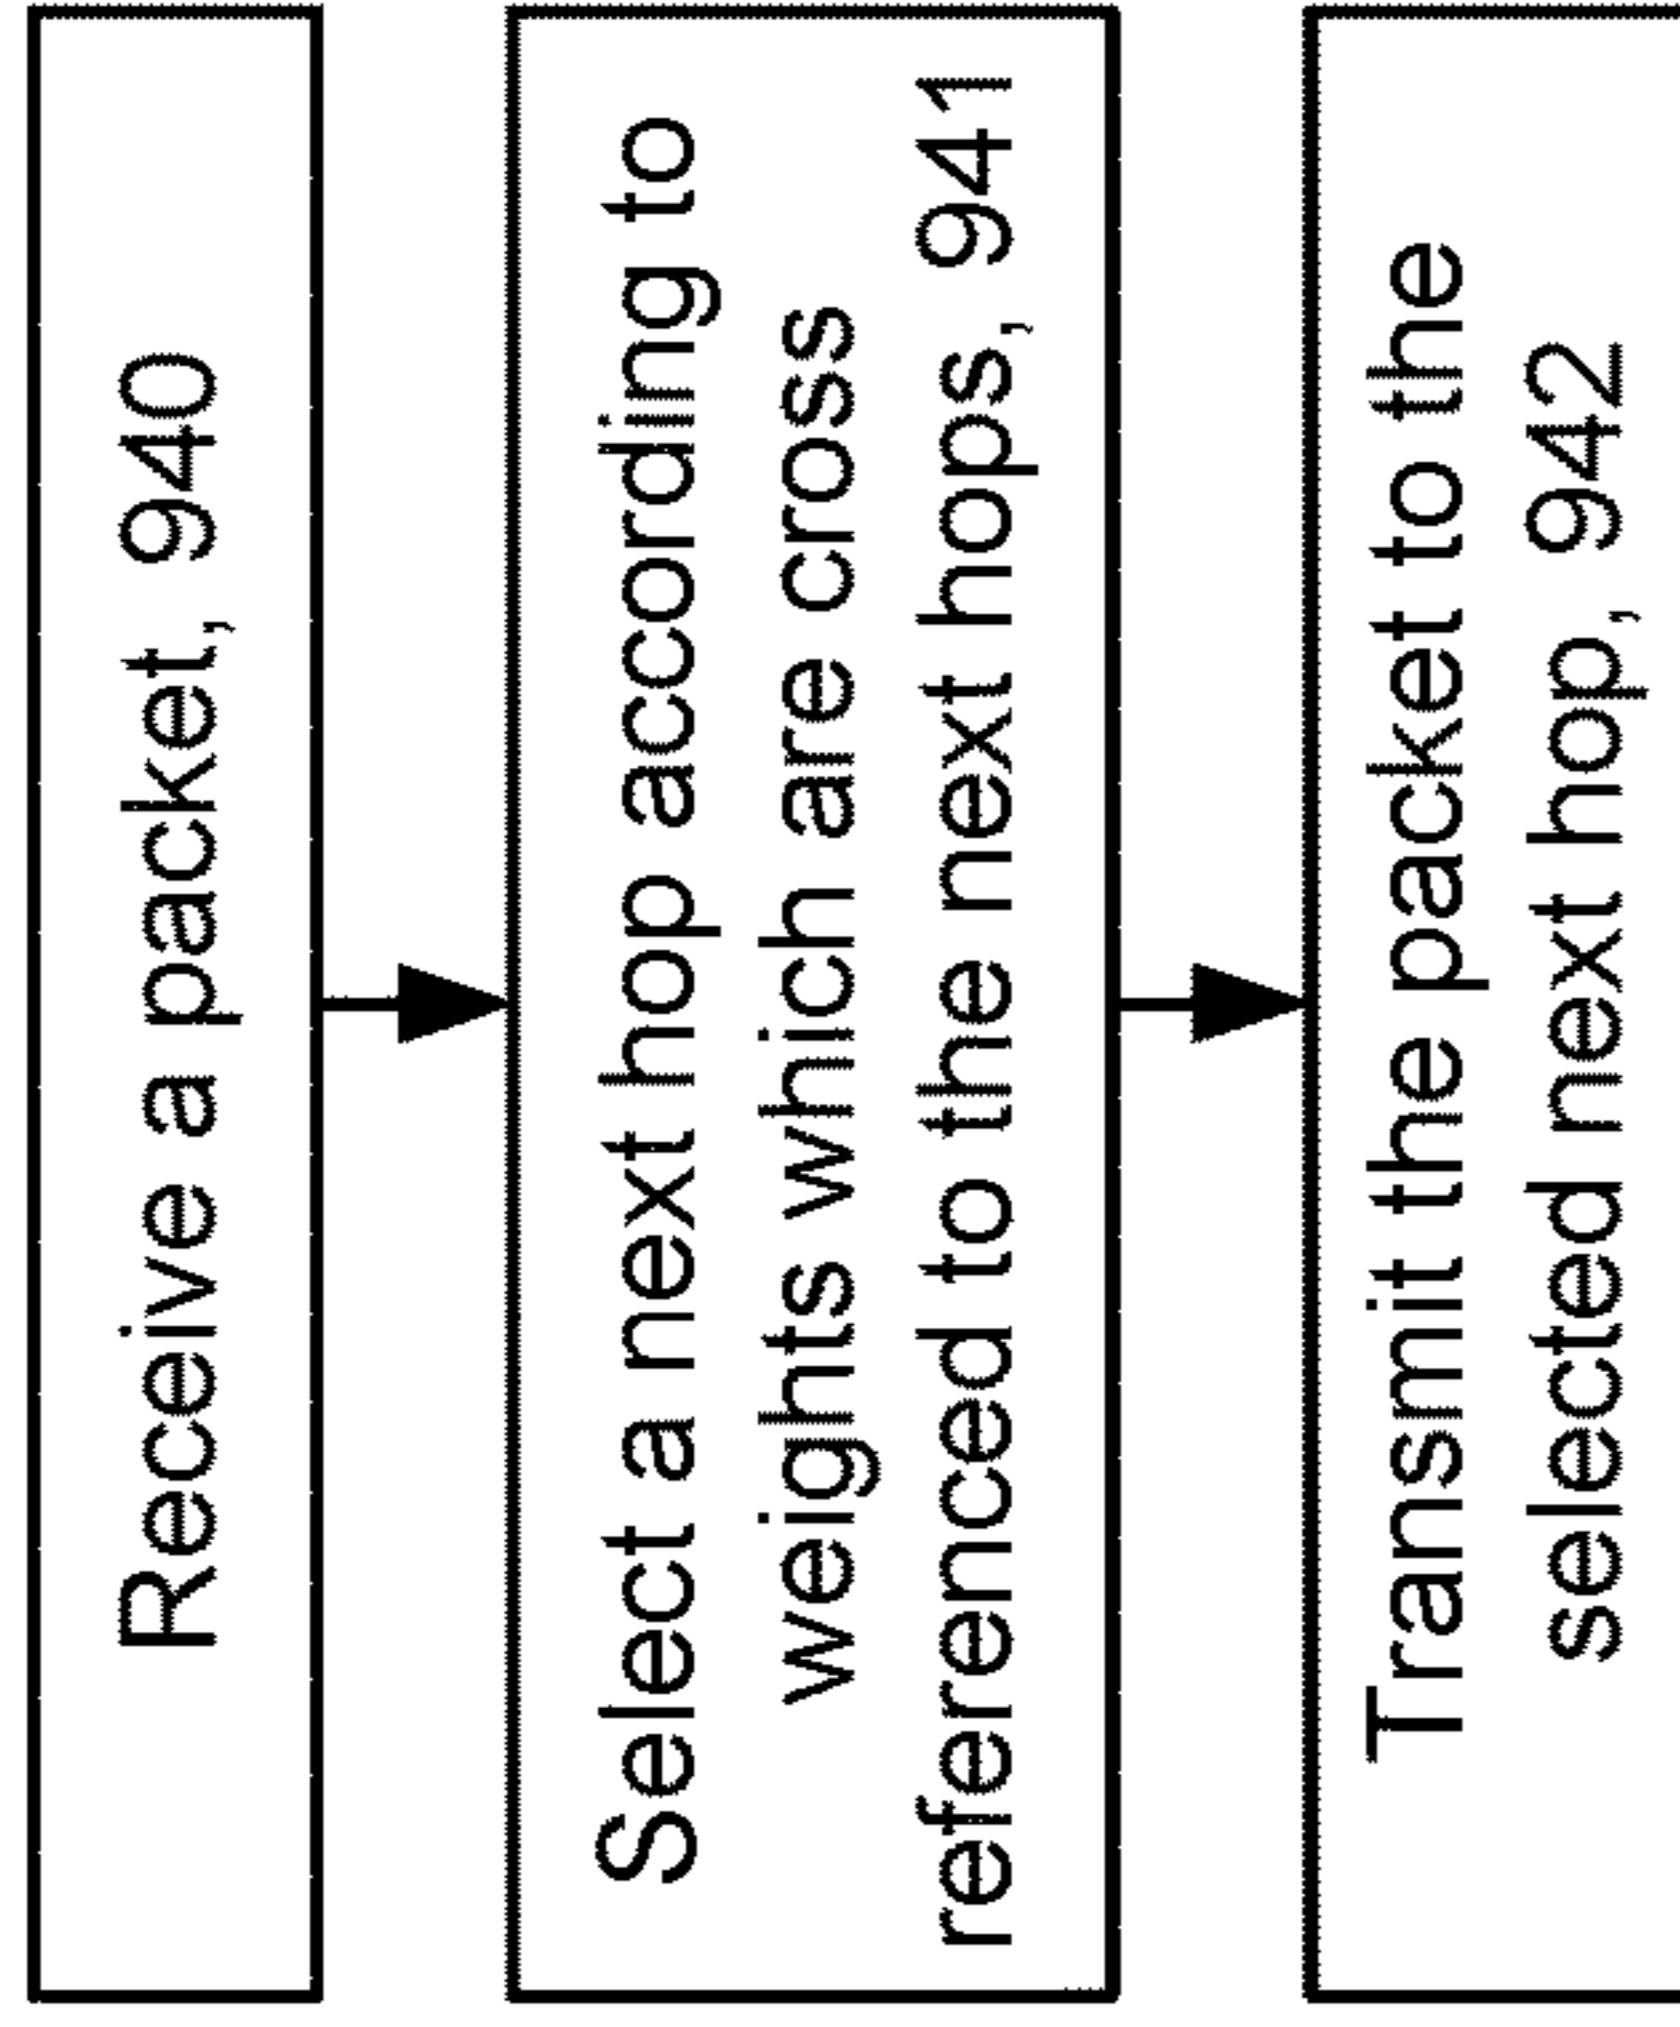 Receive a packet, 940
Select a next hop according to
weights which are cross
referenced to the next hops, 941
Transmit the packet to the
selected next hop, 942